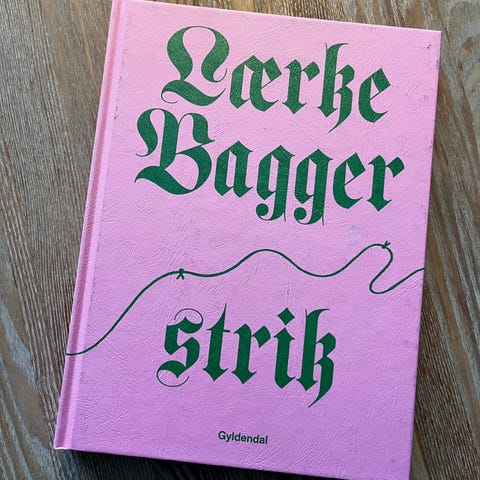 Lærke
Bagger
strik
Gyldendal